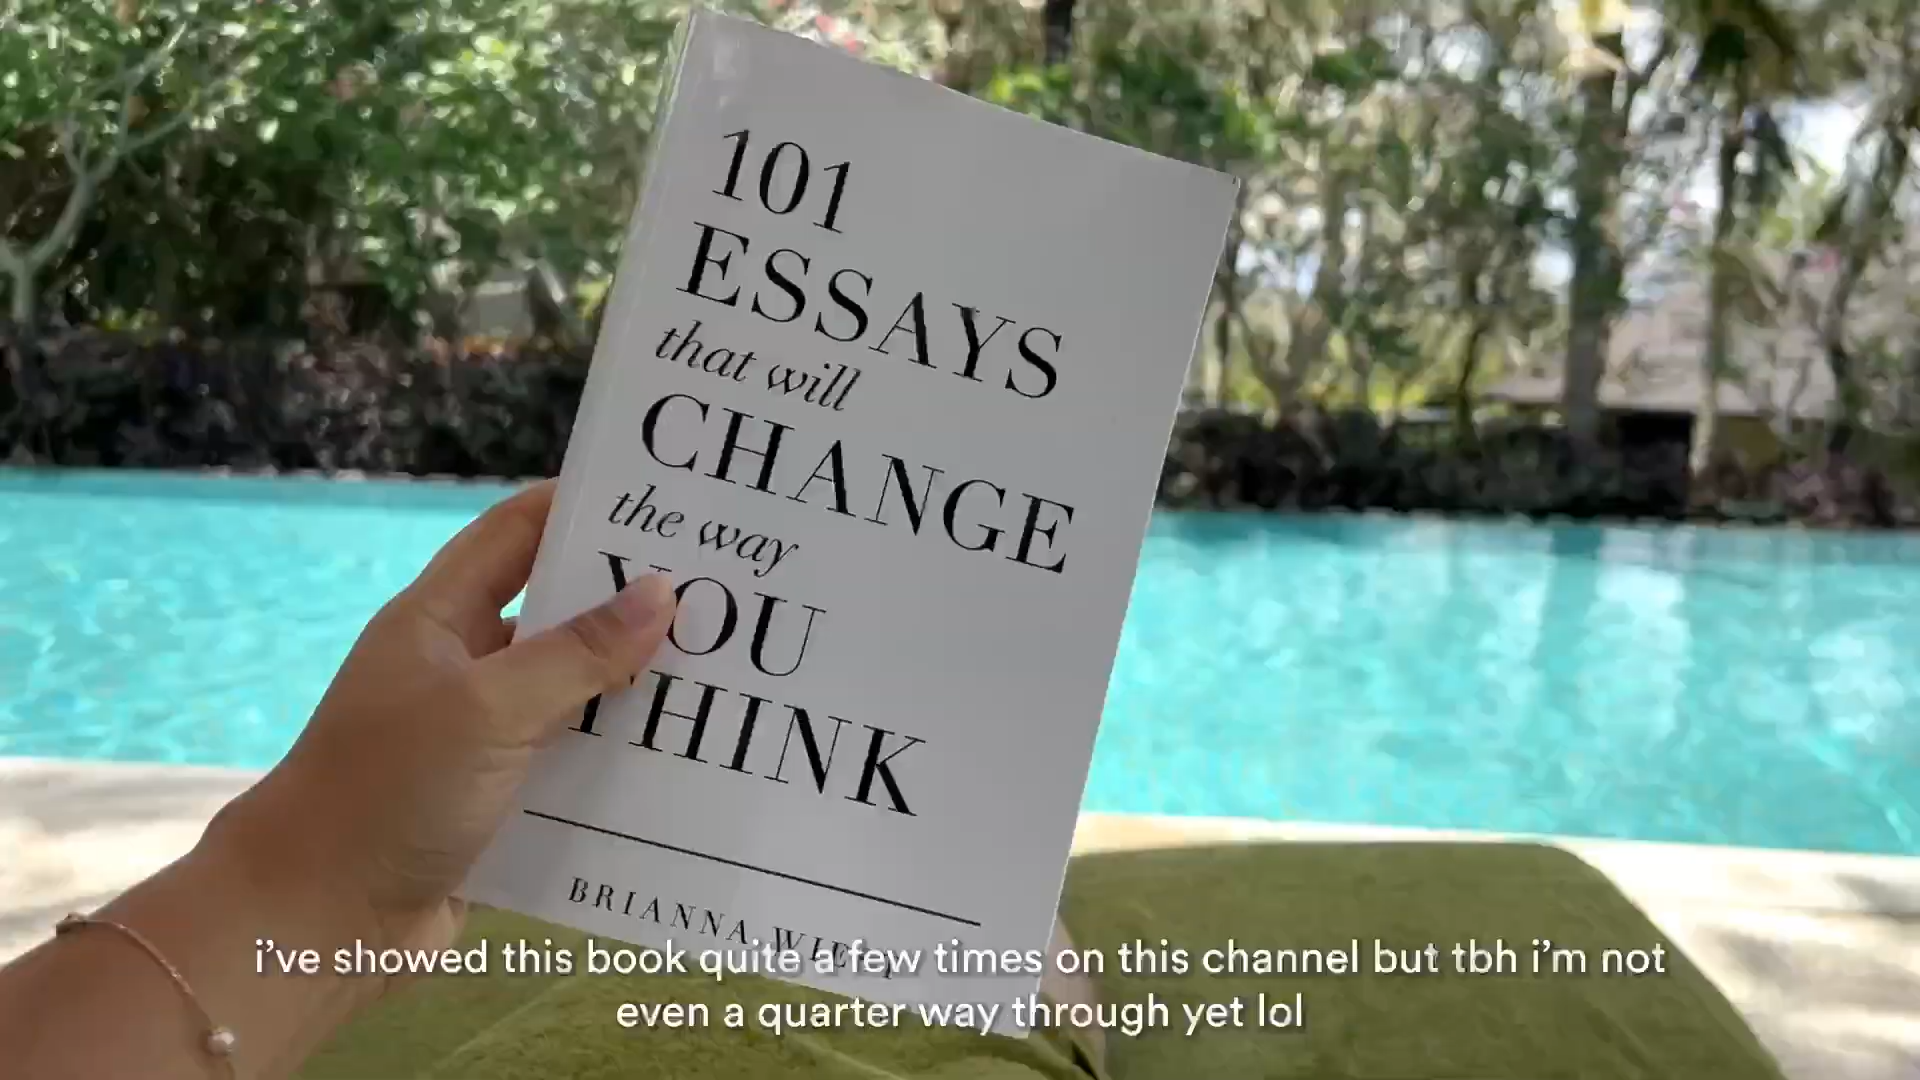 101
ESSAYS
that will
CHANGE
the way
YOU
THINK
BRIANNA WIEST
i’ve showed this book quite a few times on this channel but tbh i’m not
even a quarter way through yet lol